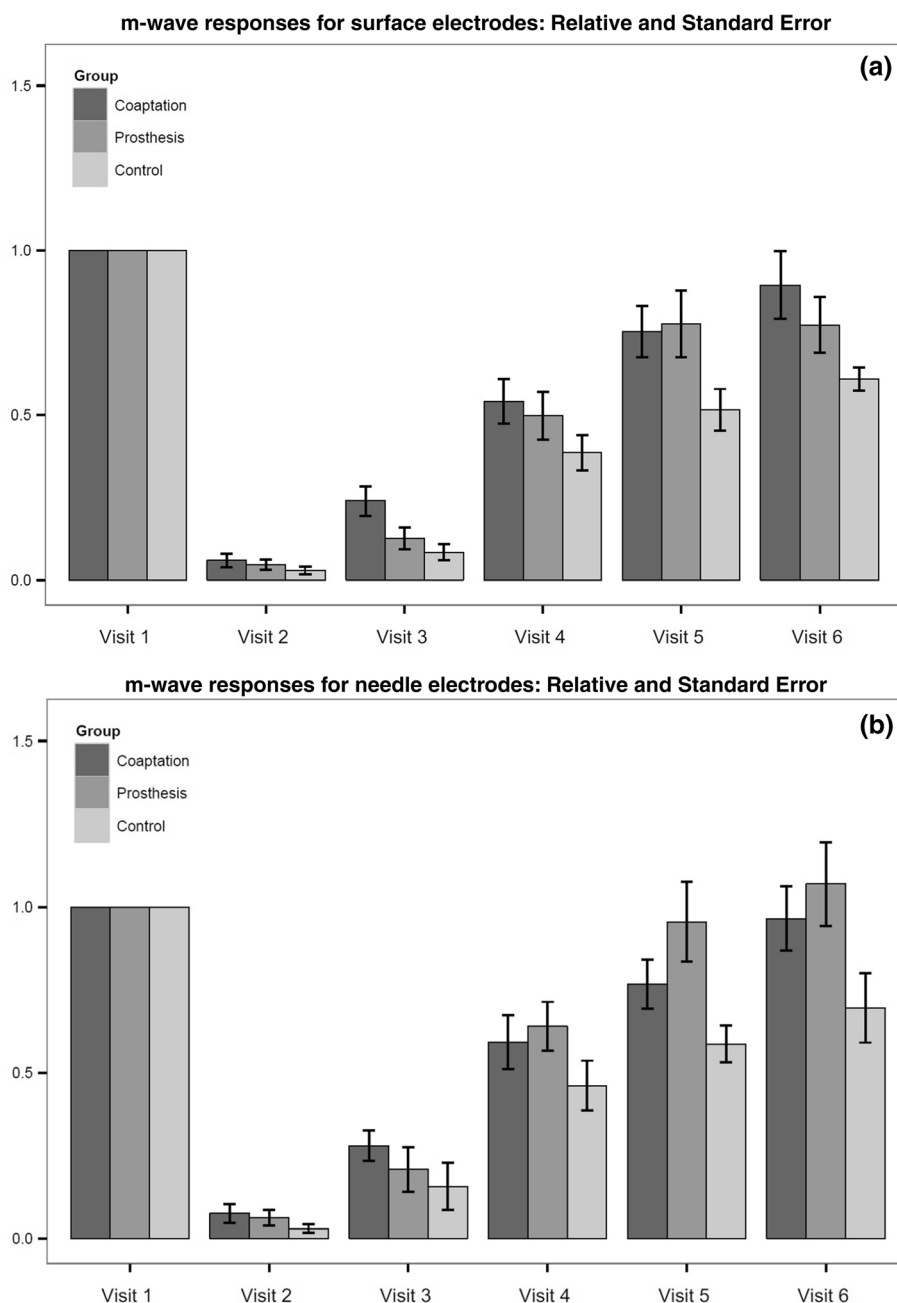 m-wave responses for surface electrodes: Relative and Standard Error
(a)
Group
Coaptation
Prosthesis
Control
1.5
1.0
0.5
0.0
Visit 1 Visit 2 Visit 3 Visit 4 Visit 5 Visit 6
m-wave responses for needle electrodes: Relative and Standard Error
(b)
Group
Coaptation
Prosthesis
Control
1.5
1.0
0.5
0.0
Visit 1 Visit 2 Visit 3 Visit 4 Visit 5 Visit 6